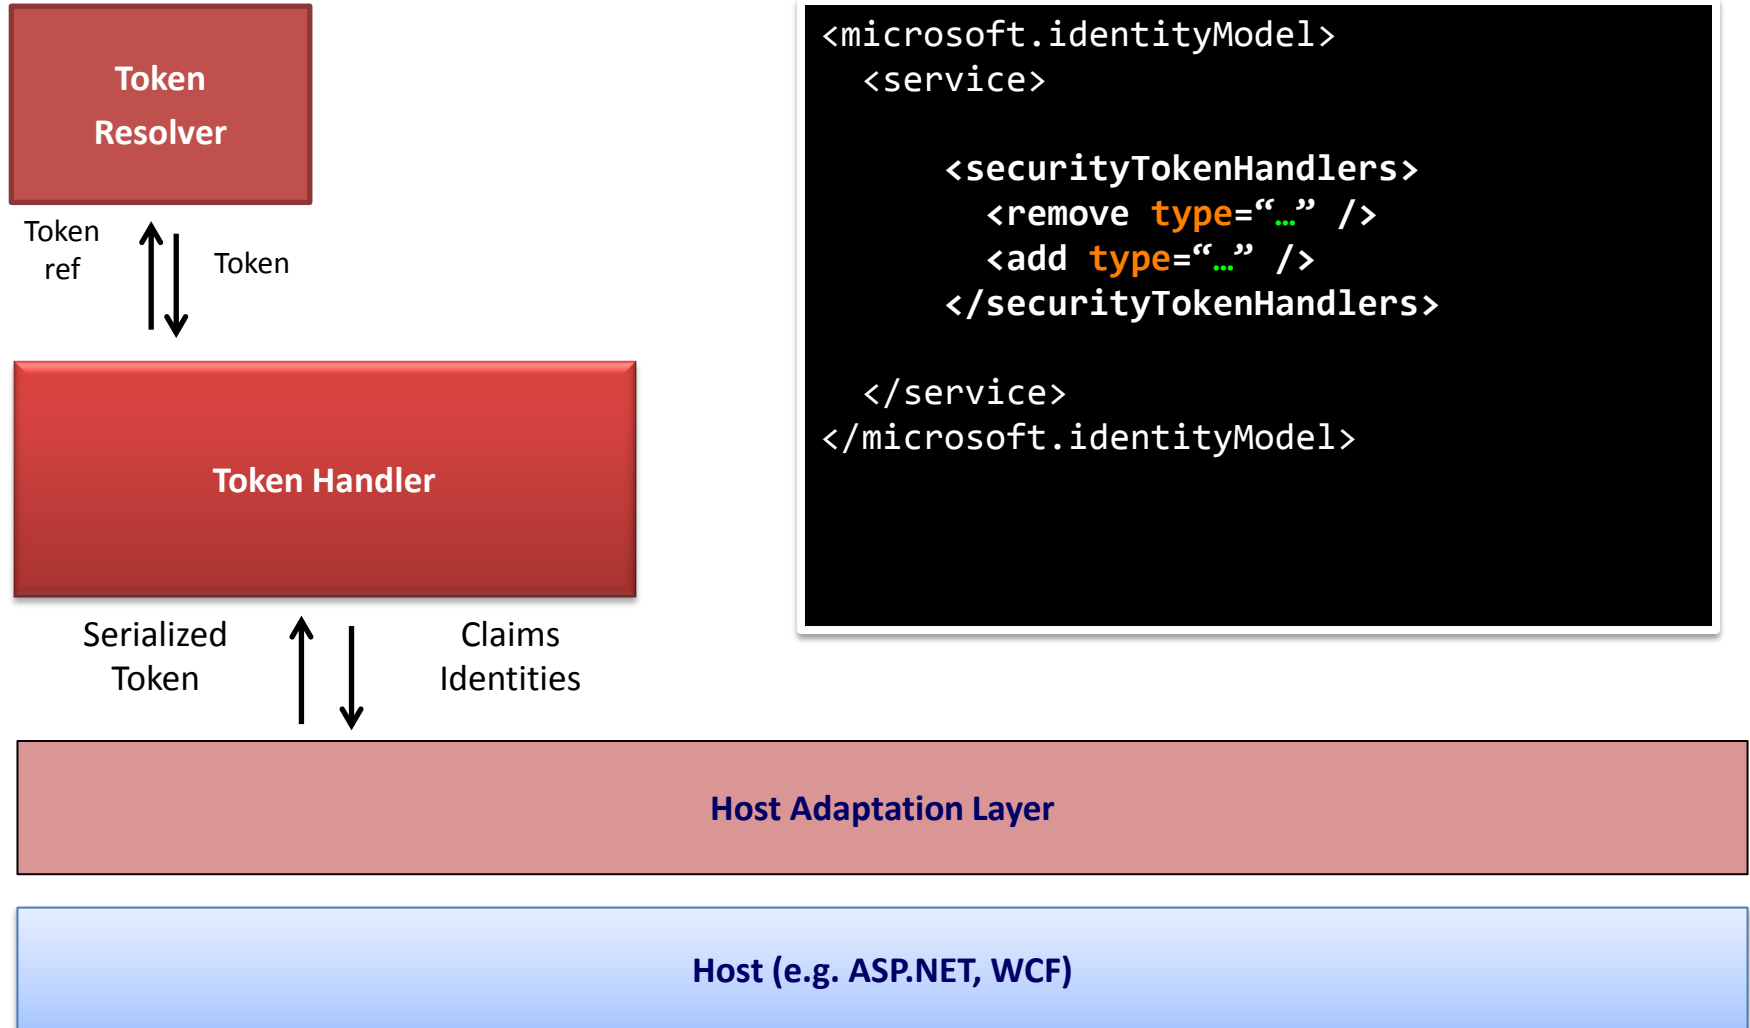 Token
Resolver
Token
ref
Token
Token Handler
Serialized
Token
Claims
Identities
<microsoft.identityModel>
<service>
<securityTokenHandlers>
<remove type=“…” />
<add type=“…” />
</securityTokenHandlers>
</service>
</microsoft.identityModel>
Host Adaptation Layer
Host (e.g. ASP.NET, WCF)